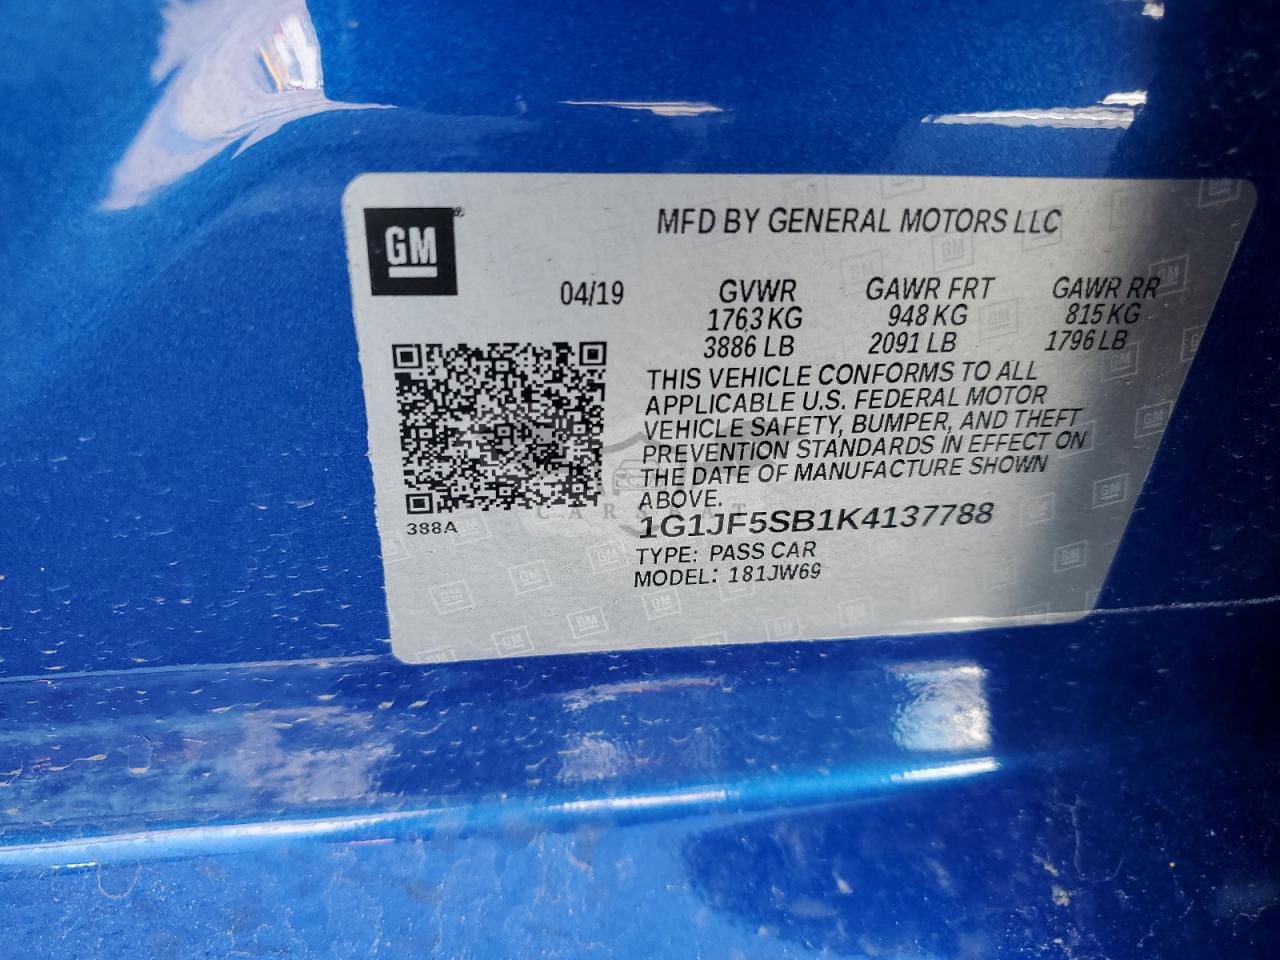 GM
MFD BY GENERAL MOTORS LLC
04/19 GVWR GAWR FRT GAWR RR
1763 KG 948 KG 815 KG
3886 LB 2091 LB 1796 LB
THIS VEHICLE CONFORMS TO ALL
APPLICABLE U.S. FEDERAL MOTOR
VEHICLE SAFETY, BUMPER, AND THEFT
PREVENTION STANDARDS IN EFFECT ON
THE DATE OF MANUFACTURE SHOWN
ABOVE.
388A
1G1JF5SB1K4137788
TYPE: PASS CAR
MODEL: 181JW69